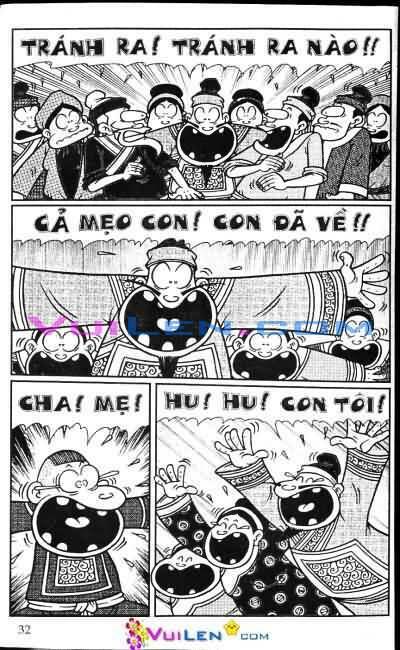 TRÁNH RA! TRÁNH RA NÀO!!
CẢ MẸO CON! CON ĐÃ VỀ!!
VUILEN.COM
CHA! MẸ!
HU! HU! CON TÔI!
32
VUILEN.COM